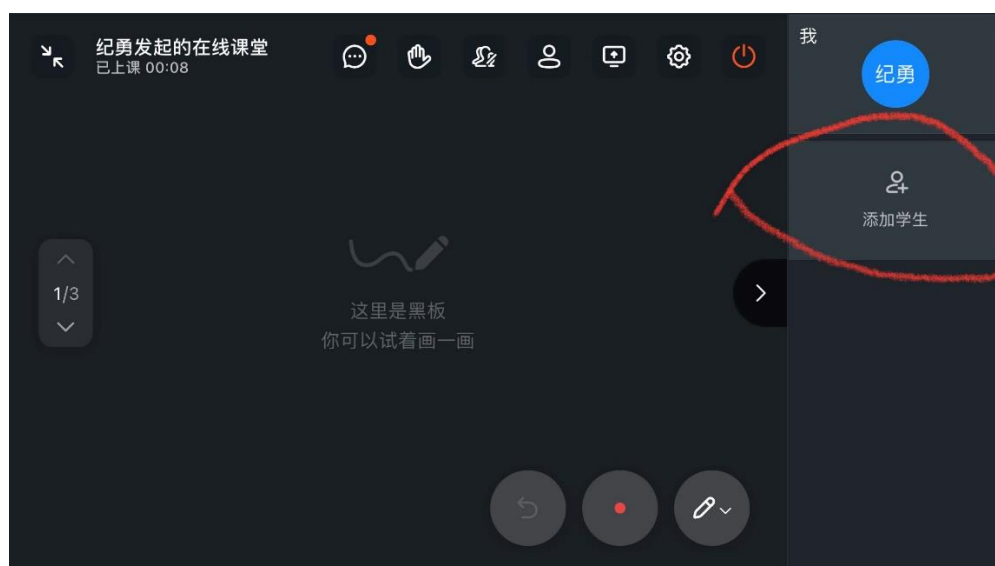 纪勇发起的在线课堂
已上课 00:08
我
纪勇
添加学生
1/3
这里是黑板
你可以试着画一画